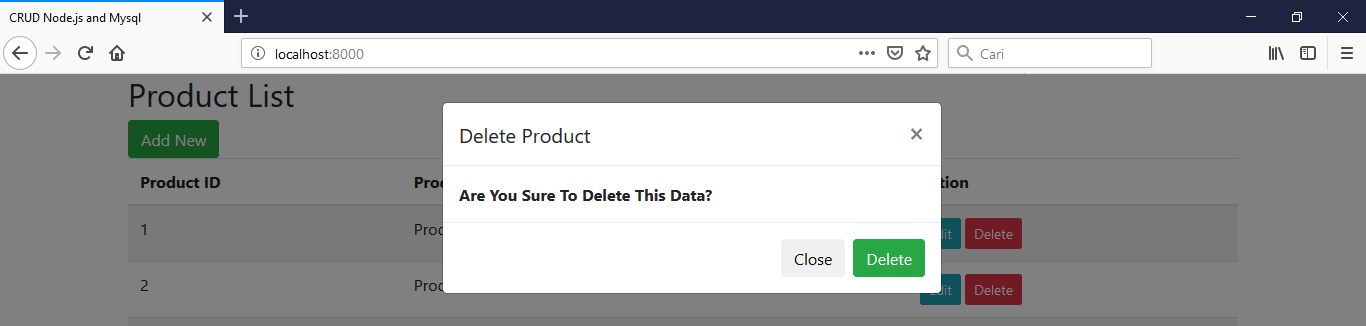 CRUD Node.js and Mysql
localhost:8000
Cari
Product List
Add New
Delete Product
Product ID
Are You Sure To Delete This Data?
1
Delete
Close
Delete
2
Edit
Delete